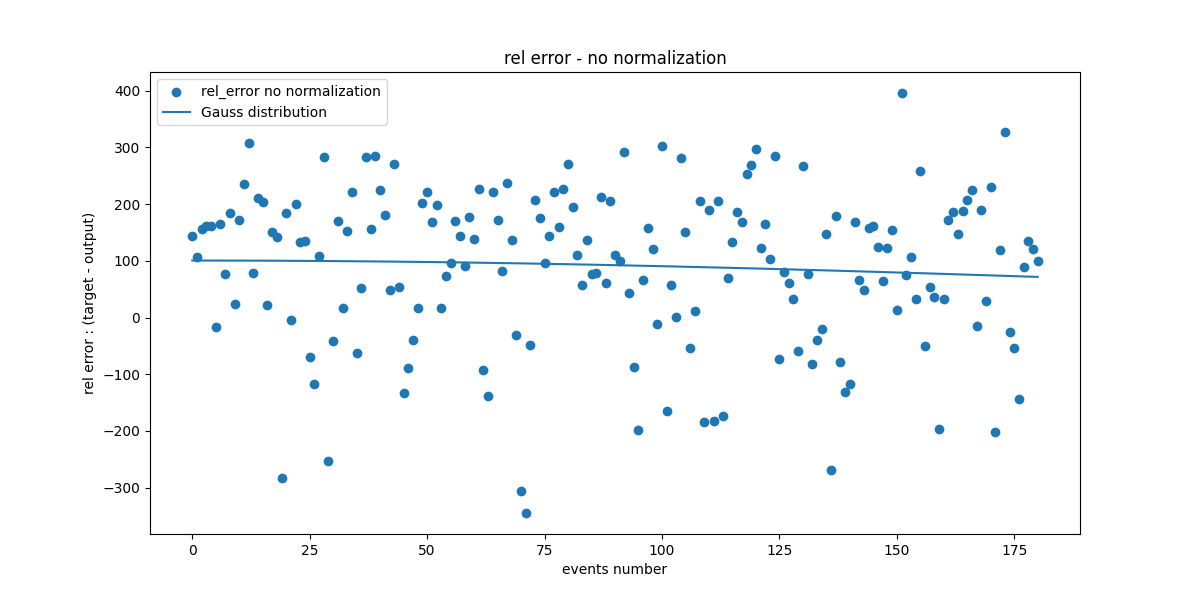 rel error - no normalization
rel_error no normalization
Gauss distribution
rel error : (target - output)
400
300
200
100
0
−100
−200
−300
0 25 50 75 100 125 150 175
events number